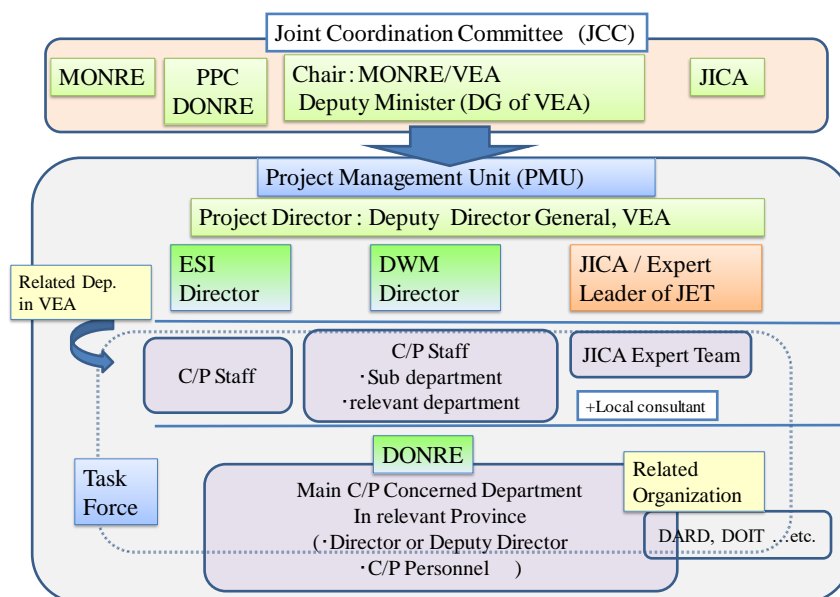 Joint Coordination Committee (JCC)
MONRE
PPC
DONRE
Chair：MONRE/VEA
Deputy Minister (DG of VEA)
JICA
Project Management Unit (PMU)
Project Director：Deputy Director General, VEA
Related Dep.
in VEA
ESI
Director
DWM
Director
JICA / Expert
Leader of JET
C/P Staff
C/P Staff
・Sub department
・relevant department
JICA Expert Team
+Local consultant
Task
Force
DONRE
Main C/P Concerned Department
In relevant Province
(・Director or Deputy Director
・C/P Personnel )
Related
Organization
DARD, DOIT …etc.